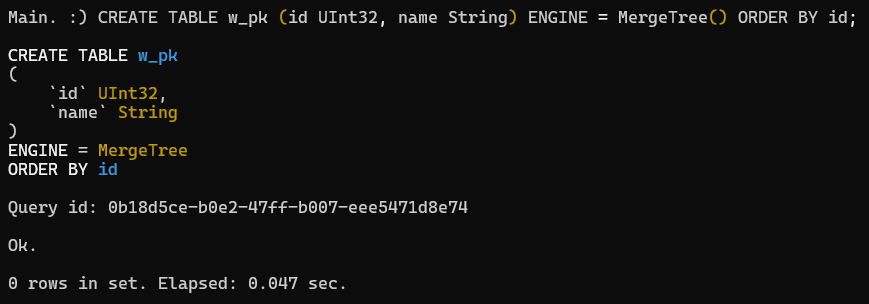 Main. :) CREATE TABLE w_pk (id UInt32, name String) ENGINE = MergeTree() ORDER BY id;
CREATE TABLE w_pk
(
    `id` UInt32,
    `name` String
)
ENGINE = MergeTree
ORDER BY id
Query id: 0b18d5ce-b0e2-47ff-b007-eee5471d8e74
Ok.
0 rows in set. Elapsed: 0.047 sec.